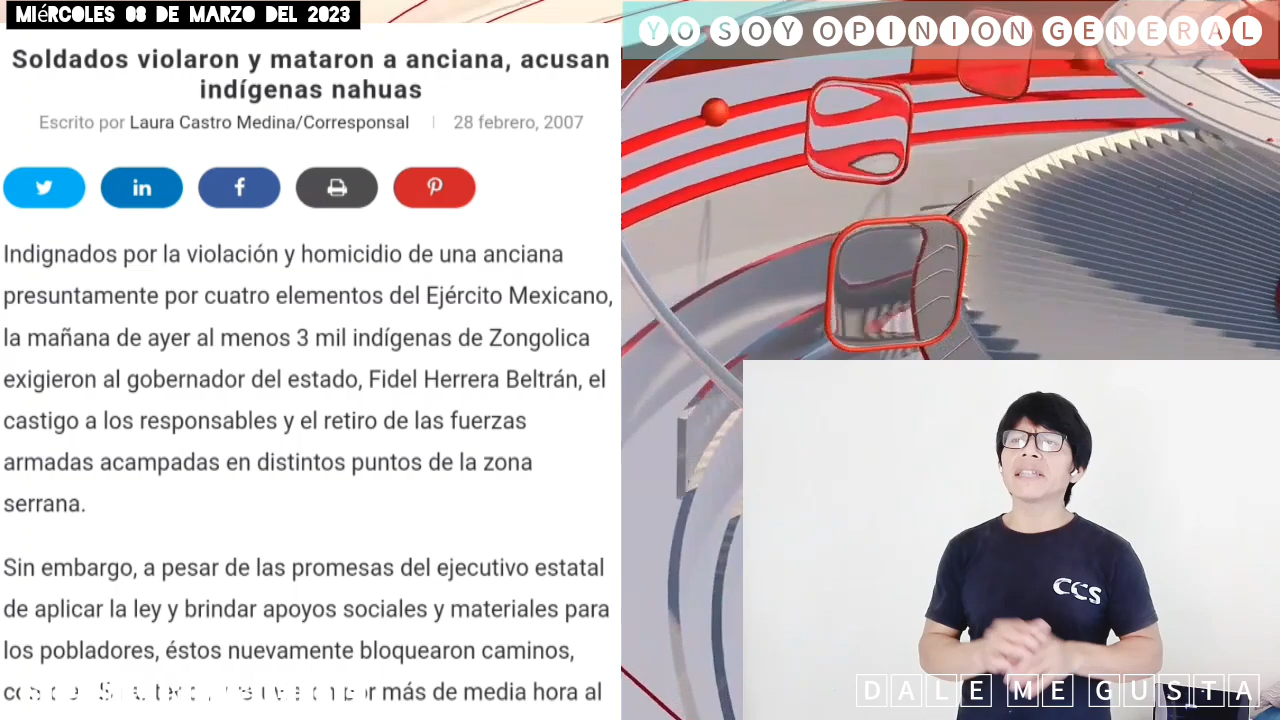 MIéRCOLES 08 DE MARZO DEL 2023
YO SOY OPINION GENERAL
Soldados violaron y mataron a anciana, acusan
indígenas nahuas
Escrito por Laura Castro Medina/Corresponsal | 28 febrero, 2007
Indignados por la violación y homicidio de una anciana
presuntamente por cuatro elementos del Ejército Mexicano,
la mañana de ayer al menos 3 mil indígenas de Zongolica
exigieron al gobernador del estado, Fidel Herrera Beltrán, el
castigo a los responsables y el retiro de las fuerzas
armadas acampadas en distintos puntos de la zona
serrana.
Sin embargo, a pesar de las promesas del ejecutivo estatal
de aplicar la ley y brindar apoyos sociales y materiales para
los pobladores, éstos nuevamente bloquearon caminos,
más de media hora al
CCS
DALE ME GUSTA